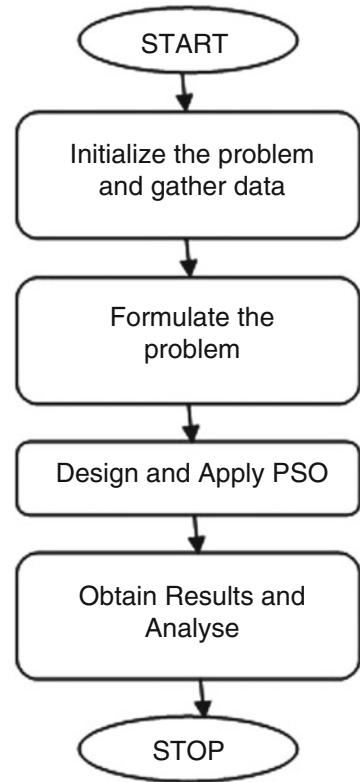 START
Initialize the problem
and gather data
Formulate the
problem
Design and Apply PSO
Obtain Results and
Analyse
STOP